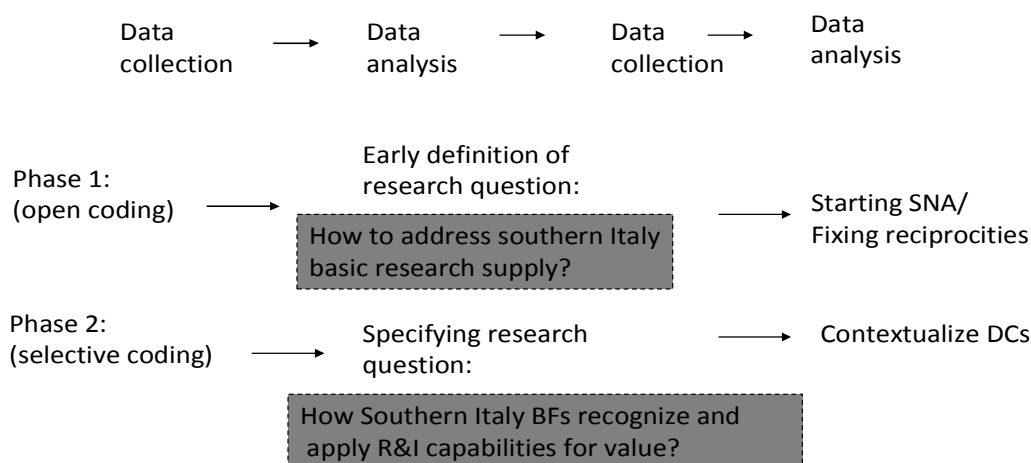 Data
collection
Data
analysis
Data
collection
Data
analysis
Phase 1:
(open coding)
Early definition of
research question:
How to address southern Italy
basic research supply?
Starting SNA/
Fixing reciprocities
Phase 2:
(selective coding)
Specifying research
question:
How Southern Italy BFs recognize and
apply R&I capabilities for value?
Contextualize DCs